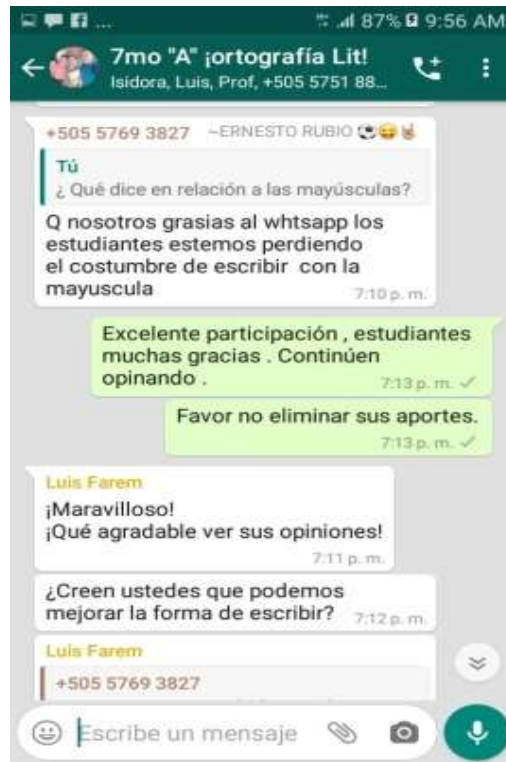 ... 87% 9:56 AM
7mo "A" ¡ortografía Lit!
Isidora, Luis, Prof, +505 5751 88...
+505 5769 3827 ~ERNESTO RUBIO
Tú
¿ Qué dice en relación a las mayúsculas?
Q nosotros grasias al whtsapp los
estudiantes estemos perdiendo
el costumbre de escribir con la
mayuscula
7:10 p. m.
Excelente participación , estudiantes
muchas gracias . Continúen
opinando .
7:13 p. m.
Favor no eliminar sus aportes.
7:13 p. m.
Luis Farem
¡Maravilloso!
¡Qué agradable ver sus opiniones!
7:11 p. m.
¿Creen ustedes que podemos
mejorar la forma de escribir?
7:12 p. m.
Luis Farem
+505 5769 3827
Escribe un mensaje